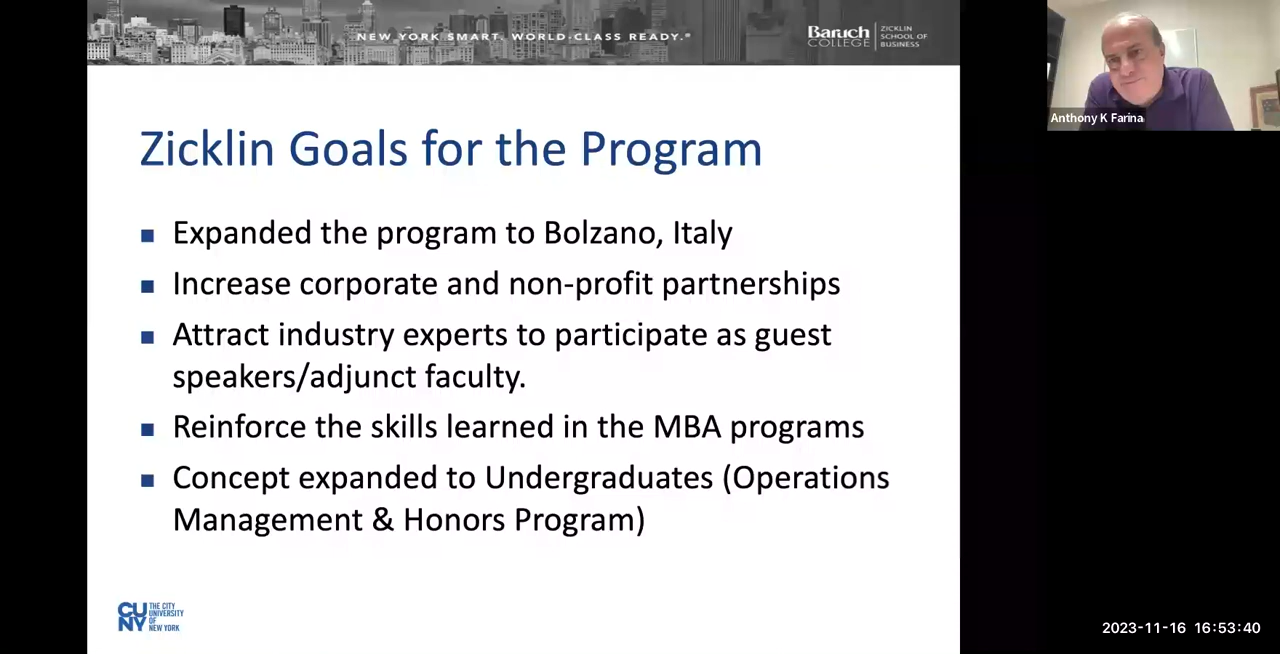 NEW YORK SMART. WORLD-CLASS READY.®
Baruch
COLLEGE
ZICKLIN
SCHOOL OF
BUSINESS
Anthony K Farina
Zicklin Goals for the Program
Expanded the program to Bolzano, Italy
Increase corporate and non-profit partnerships
Attract industry experts to participate as guest
speakers/adjunct faculty.
Reinforce the skills learned in the MBA programs
Concept expanded to Undergraduates (Operations
Management & Honors Program)
CU
NY
THE CITY
UNIVERSITY
OF
NEW YORK
2023-11-16 16:53:40